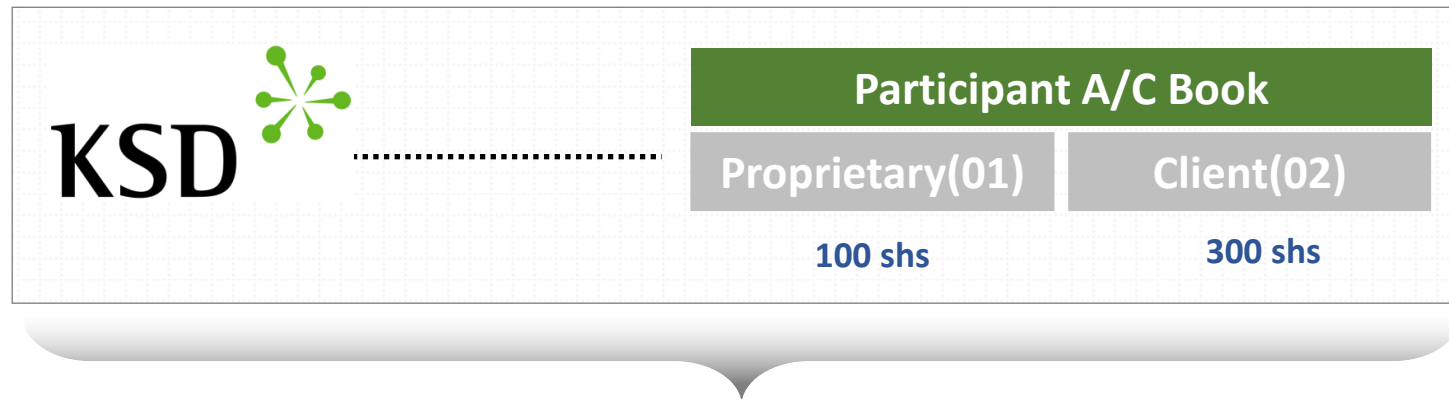 KSD
Participant A/C Book
Proprietary(01) Client(02)
100 shs 300 shs